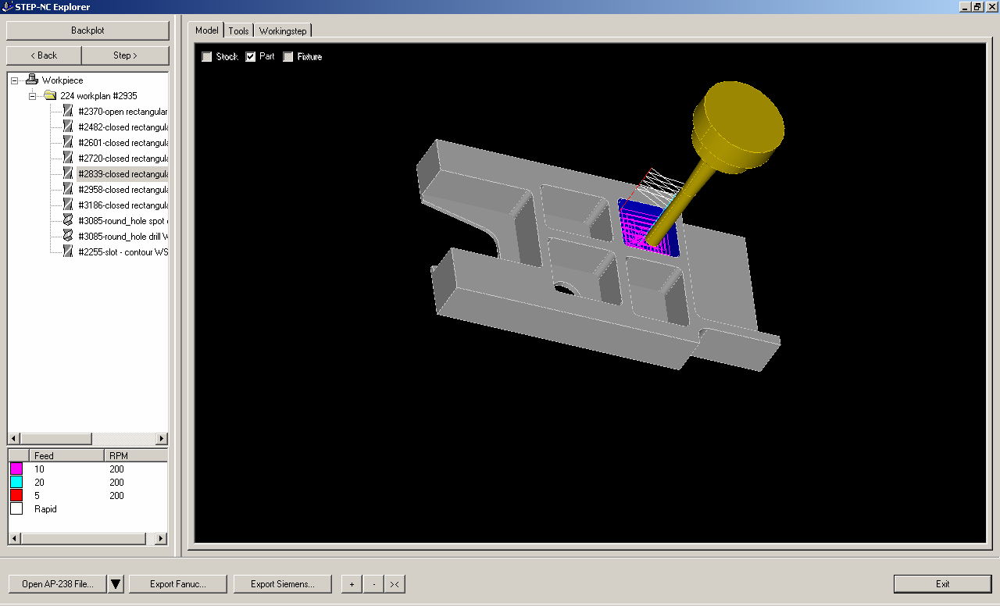 STEP-NC Explorer
Backplot
< Back
Step >
Workpiece
224 workplan #2935
#2370-open rectangular
#2482-closed rectangula
#2601-closed rectangula
#2720-closed rectangula
#2839-closed rectangula
#2958-closed rectangula
#3186-closed rectangula
#3595-round_hole spot
#3085-round_hole drill W
#2255-slot - contour WS
Feed RPM
10 200
20 200
5 200
Rapid
Model Tools Workingstep
Stock Part Fixture
Open AP-238 File...
Export Fanuc...
Export Siemens...
+
-
><
Exit